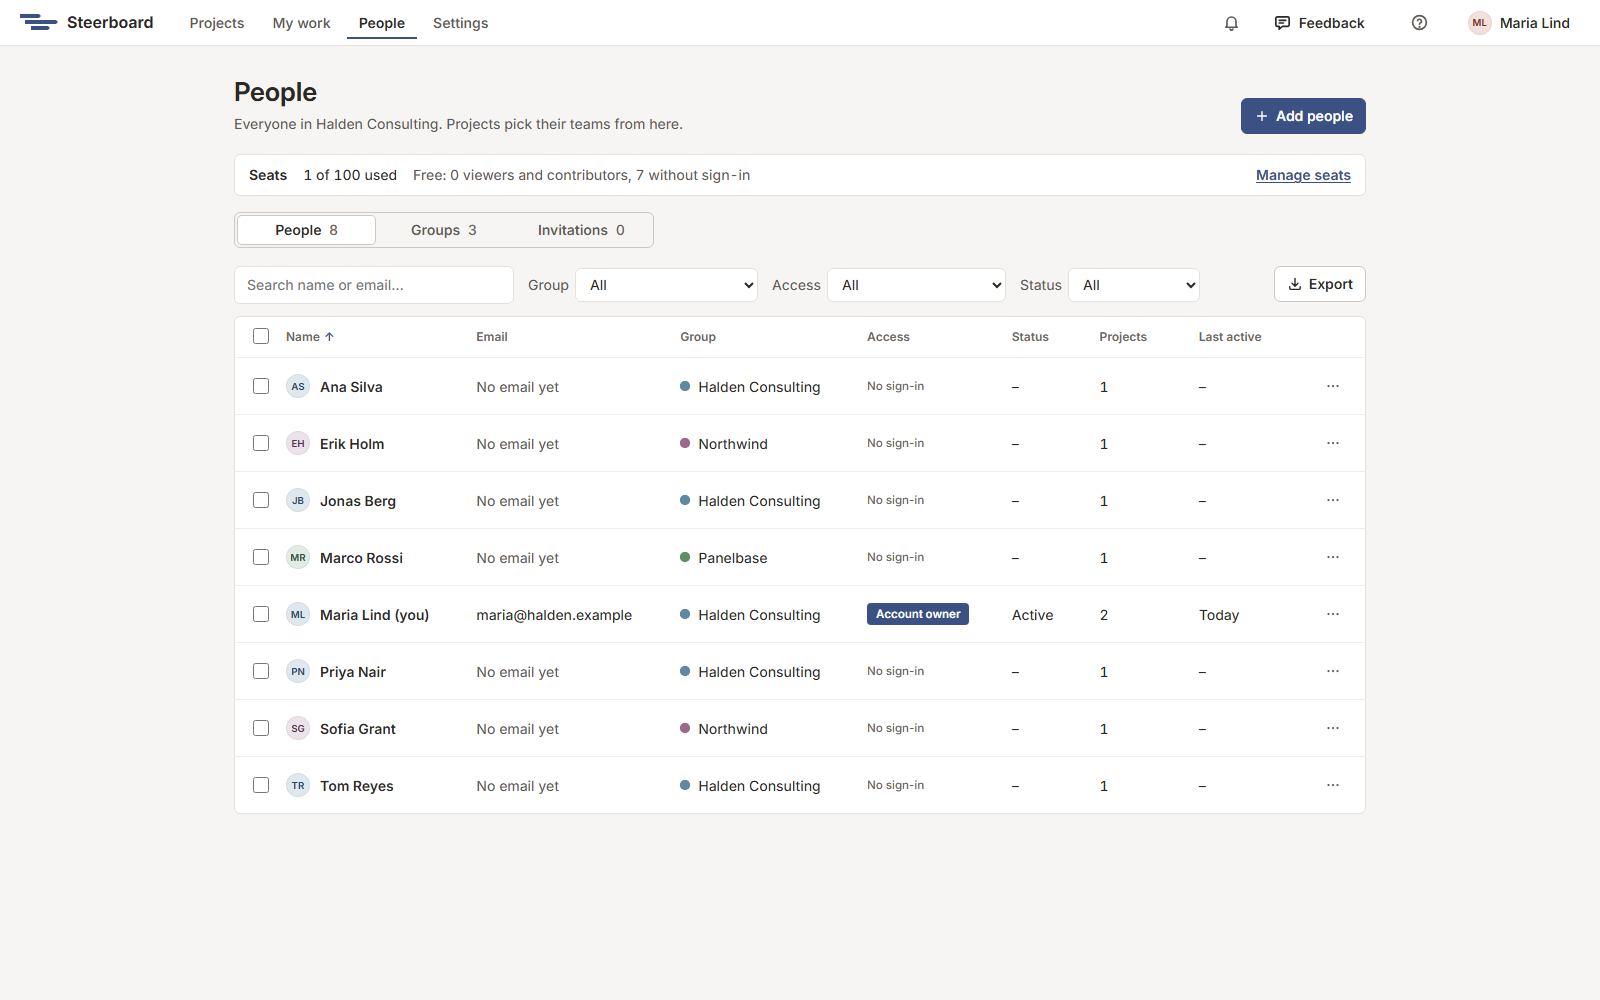 Steerboard Projects My work People Settings Feedback ML Maria Lind
People
Everyone in Halden Consulting. Projects pick their teams from here.
+ Add people
Seats 1 of 100 used Free: 0 viewers and contributors, 7 without sign-in Manage seats
People 8 Groups 3 Invitations 0
Search name or email... Group All Access All Status All Export
Name ↑ Email Group Access Status Projects Last active
AS Ana Silva No email yet Halden Consulting No sign-in – 1 – ...
EH Erik Holm No email yet Northwind No sign-in – 1 – ...
JB Jonas Berg No email yet Halden Consulting No sign-in – 1 – ...
MR Marco Rossi No email yet Panelbase No sign-in – 1 – ...
ML Maria Lind (you) maria@halden.example Halden Consulting Account owner Active 2 Today ...
PN Priya Nair No email yet Halden Consulting No sign-in – 1 – ...
SG Sofia Grant No email yet Northwind No sign-in – 1 – ...
TR Tom Reyes No email yet Halden Consulting No sign-in – 1 – ...